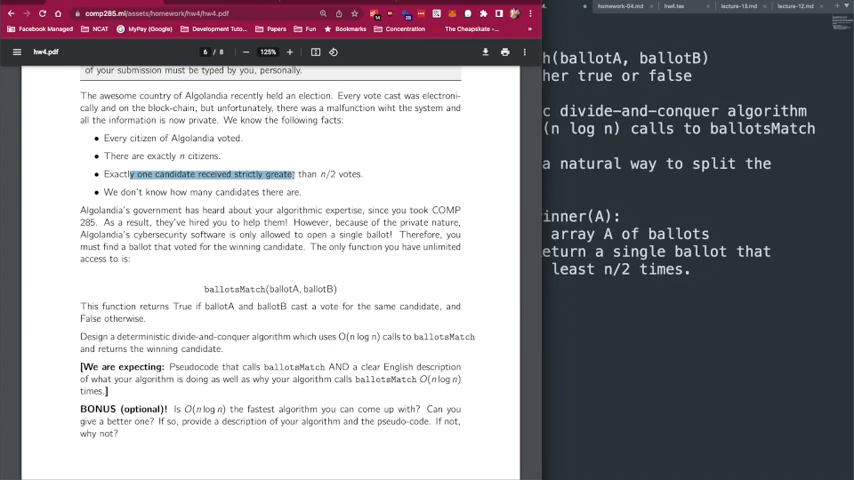 comp285.ml/assets/homework/hw4/hw4.pdf
homework-04.md
hw4.tex
lecture-13.md
lecture-12.md
Facebook Managed
NCAT
MyPay (Google)
Torrents
Fun
Bookmarks
Concentration
The Cheapskate -...
hw4.pdf
6 / 8
125%
of your submission must be typed by you, personally.
The awesome country of Algolandia recently held an election. Every vote cast was electroni-
cally and on the block-chain, but unfortunately, there was a malfunction wiht the system and
all the information is now private. We know the following facts:
• Every citizen of Algolandia voted.
• There are exactly n citizens.
• Exactly one candidate received strictly greater than n/2 votes.
• We don't know how many candidates there are.
Algolandia's government has heard about your algorithmic expertise, since you took COMP
285. As a result, they've hired you to help them! However, because of the private nature,
Algolandia's cybersecurity software is only allowed to open a single ballot! Therefore, you
must find a ballot that voted for the winning candidate. The only function you have unlimited
access to is:
ballotsMatch(ballotA, ballotB)
This function returns True if ballotA and ballotB cast a vote for the same candidate, and
False otherwise.
Design a deterministic divide-and-conquer algorithm which uses O(n log n) calls to ballotsMatch
and returns the winning candidate.
[We are expecting: Pseudocode that calls ballotsMatch AND a clear English description
of what your algorithm is doing as well as why your algorithm calls ballotsMatch O(n log n)
times.]
BONUS (optional)! Is O(n log n) the fastest algorithm you can come up with? Can you
give a better one? If so, provide a description of your algorithm and the pseudo-code. If not,
why not?
h(ballotA, ballotB)
her true or false
c divide-and-conquer algorithm
(n log n) calls to ballotsMatch
a natural way to split the
inner(A):
array A of ballots
eturn a single ballot that
least n/2 times.